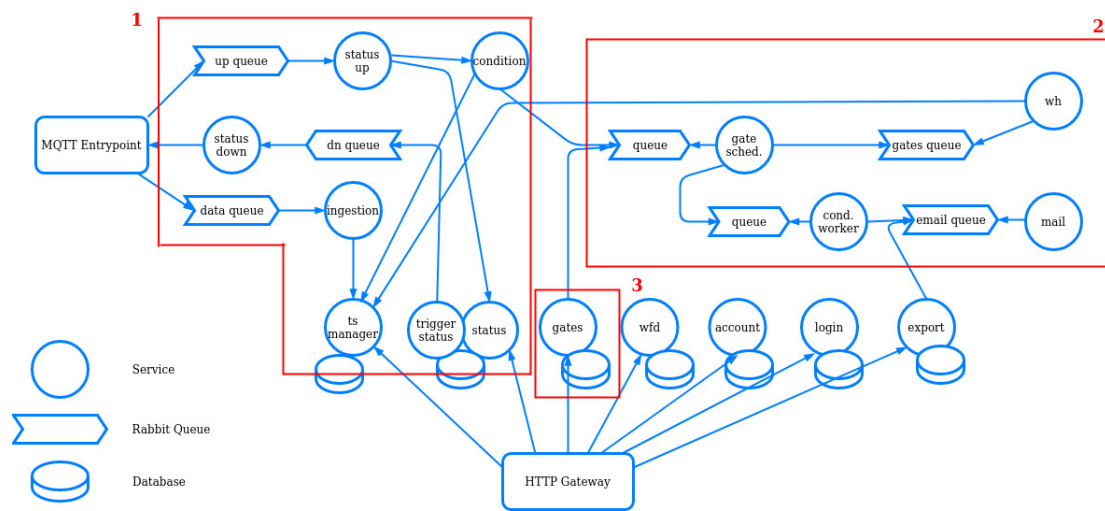 1
2
up queue
status
up
condition
wh
MQTT Entrypoint
status
down
dn queue
queue
gate
sched.
gates queue
data queue
ingestion
queue
cond.
worker
email queue
mail
3
ts
manager
trigger
status
status
gates
wfd
account
login
export
Service
Rabbit Queue
Database
HTTP Gateway